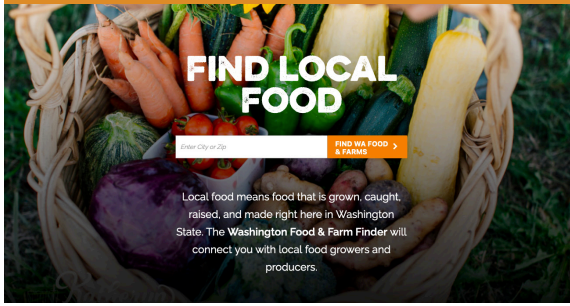 FIND LOCAL
FOOD
Enter City or Zip
FIND WA FOOD
& FARMS
Local food means food that is grown, caught,
raised, and made right here in Washington
State. The Washington Food & Farm Finder will
connect you with local food growers and
producers.